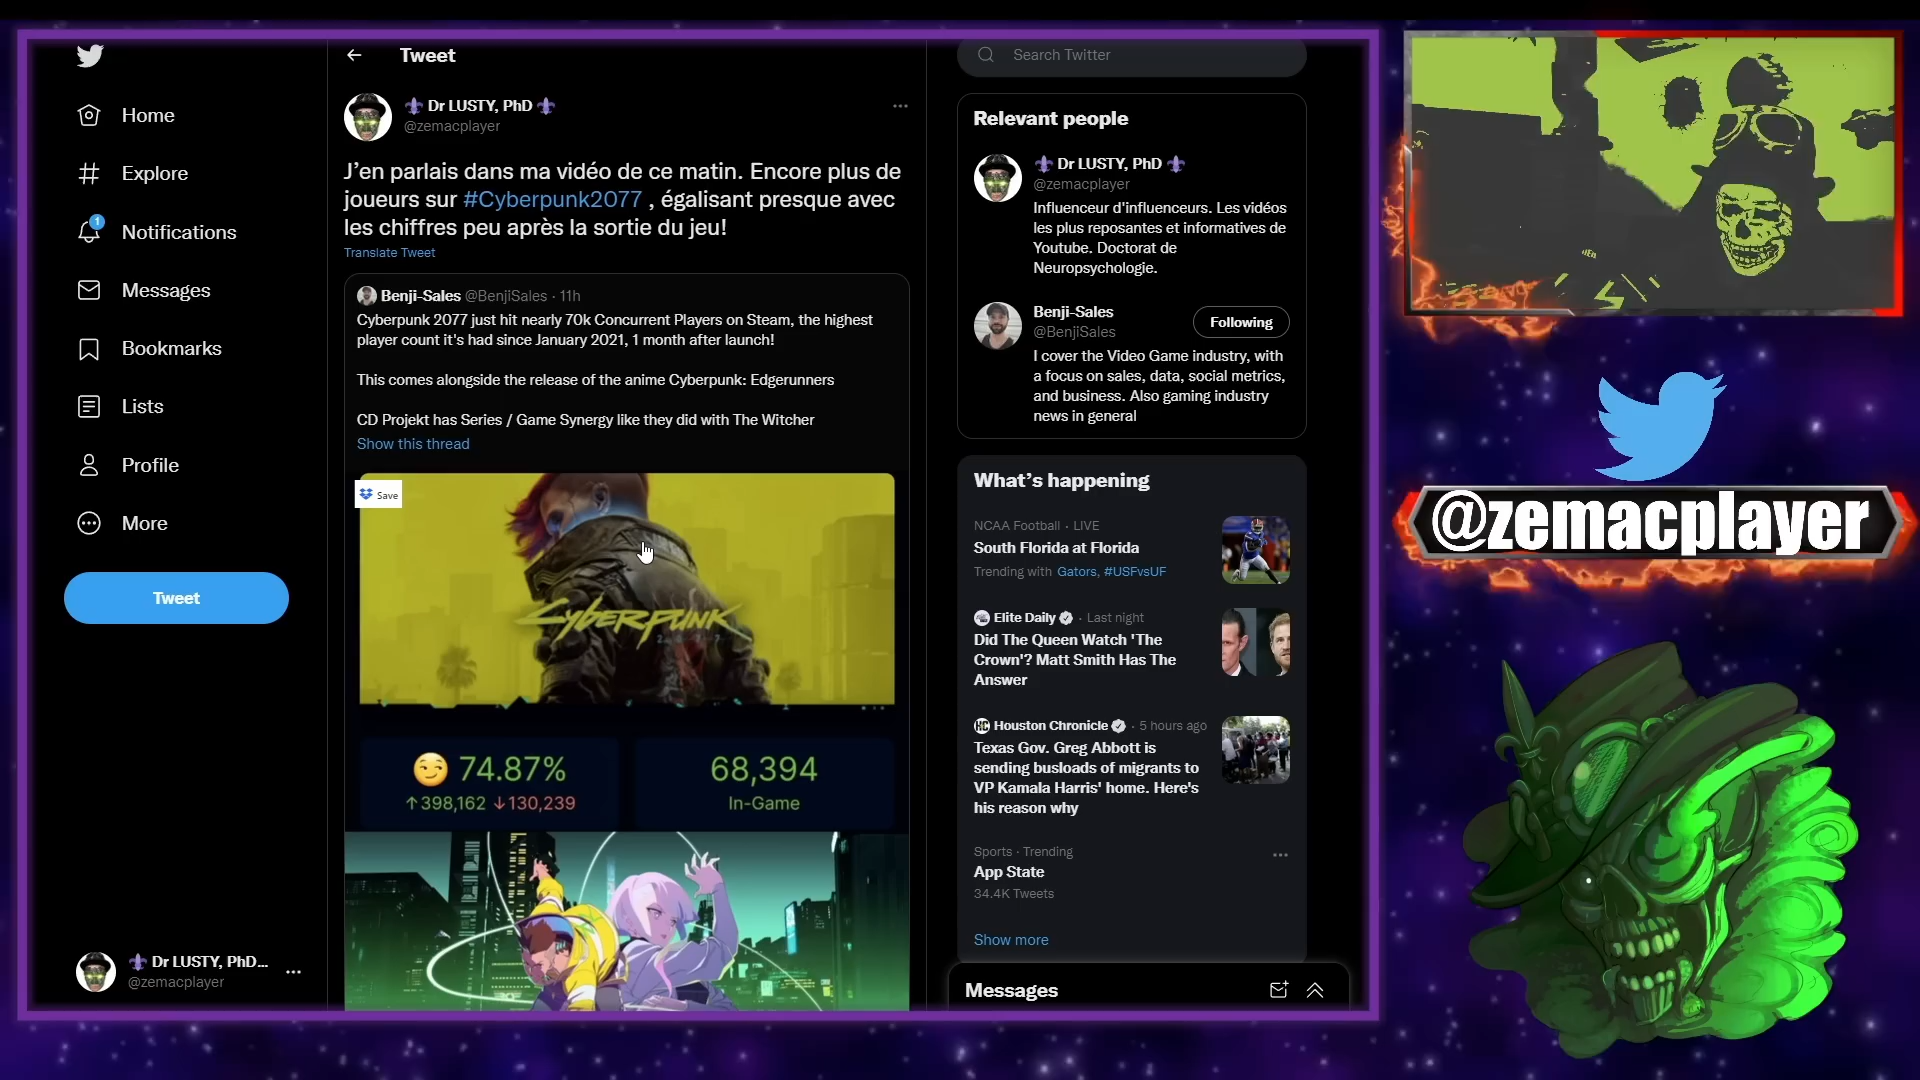 Home
Explore
1
Notifications
Messages
Bookmarks
Lists
Profile
More
Tweet
Dr LUSTY, PhD...
@zemacplayer
Tweet
Dr LUSTY, PhD
@zemacplayer
J'en parlais dans ma vidéo de ce matin. Encore plus de
joueurs sur #Cyberpunk2077 , égalisant presque avec
les chiffres peu après la sortie du jeu!
Translate Tweet
Benji-Sales @BenjiSales · 11h
Cyberpunk 2077 just hit nearly 70k Concurrent Players on Steam, the highest
player count it's had since January 2021, 1 month after launch!
This comes alongside the release of the anime Cyberpunk: Edgerunners
CD Projekt has Series / Game Synergy like they did with The Witcher
Show this thread
Save
Cyberpunk
2077
74.87%
↑398,162 ↓130,239
68,394
In-Game
Search Twitter
Relevant people
Dr LUSTY, PhD
@zemacplayer
Influenceur d'influenceurs. Les vidéos
les plus reposantes et informatives de
Youtube. Doctorat de
Neuropsychologie.
Benji-Sales
@BenjiSales
Following
I cover the Video Game industry, with
a focus on sales, data, social metrics,
and business. Also gaming industry
news in general
What's happening
NCAA Football · LIVE
South Florida at Florida
Trending with Gators, #USFvsUF
Elite Daily · Last night
Did The Queen Watch 'The
Crown'? Matt Smith Has The
Answer
HC Houston Chronicle · 5 hours ago
Texas Gov. Greg Abbott is
sending busloads of migrants to
VP Kamala Harris' home. Here's
his reason why
Sports · Trending
App State
34.4K Tweets
Show more
Messages
@zemacplayer